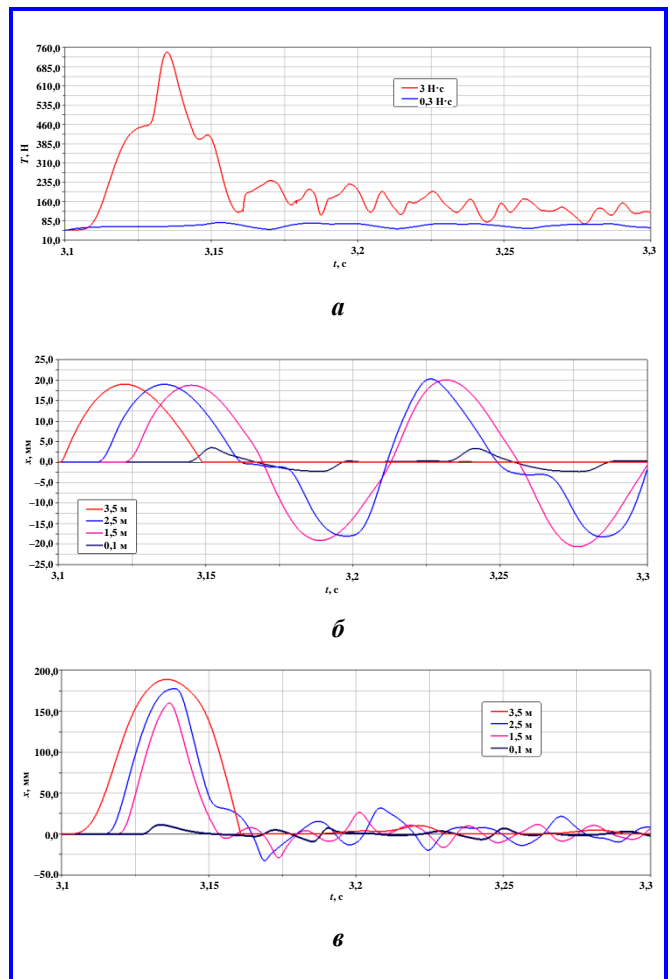 760,0
685,0
610,0
535,0
460,0
385,0
310,0
235,0
160,0
85,0
10,0
T, Н
3 Н·с
0,3 Н·с
3,1 3,15 3,2 3,25 3,3
t, с
а
25,0
20,0
15,0
10,0
5,0
0,0
–5,0
–10,0
–15,0
–20,0
–25,0
x, мм
3,5 м
2,5 м
1,5 м
0,1 м
3,1 3,15 3,2 3,25 3,3
t, с
б
200,0
150,0
100,0
50,0
0,0
–50,0
x, мм
3,5 м
2,5 м
1,5 м
0,1 м
3,1 3,15 3,2 3,25 3,3
t, с
в